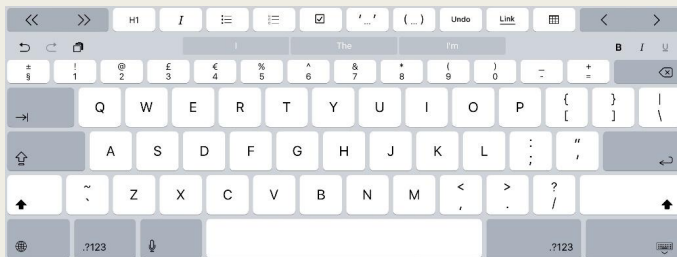 << >> H1 I '_' (_) Undo Link < >
I The I'm B I U
± ! @ £ € % ^ & * ( ) _ +
§ 1 2 3 4 5 6 7 8 9 0 - =
Q W E R T Y U I O P { } |
[ ] \
A S D F G H J K L : "
; '
~ Z X C V B N M < > ?
` , . /
.?123 .?123